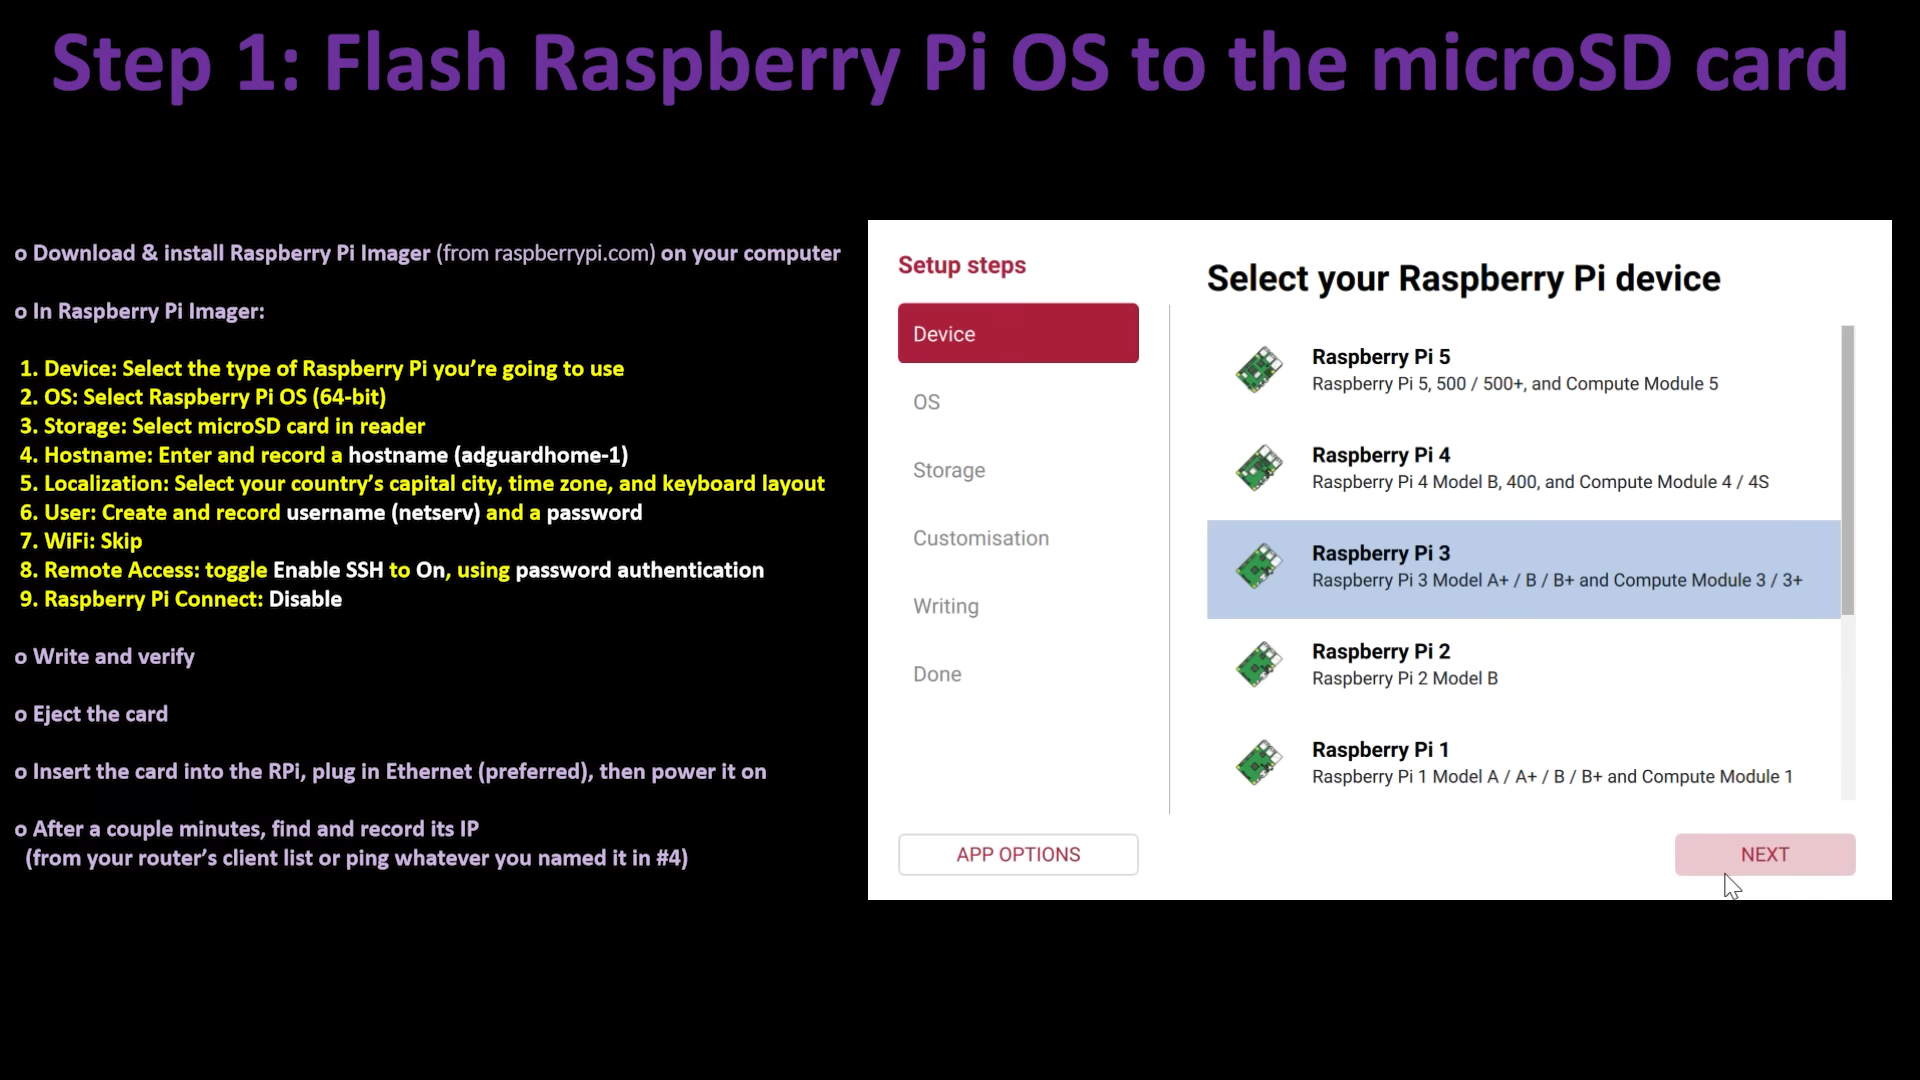 Step 1: Flash Raspberry Pi OS to the microSD card
o Download & install Raspberry Pi Imager (from raspberrypi.com) on your computer
o In Raspberry Pi Imager:
1. Device: Select the type of Raspberry Pi you’re going to use
2. OS: Select Raspberry Pi OS (64-bit)
3. Storage: Select microSD card in reader
4. Hostname: Enter and record a hostname (adguardhome-1)
5. Localization: Select your country’s capital city, time zone, and keyboard layout
6. User: Create and record username (netserv) and a password
7. WiFi: Skip
8. Remote Access: toggle Enable SSH to On, using password authentication
9. Raspberry Pi Connect: Disable
o Write and verify
o Eject the card
o Insert the card into the RPi, plug in Ethernet (preferred), then power it on
o After a couple minutes, find and record its IP
(from your router’s client list or ping whatever you named it in #4)
Setup steps
Device
OS
Storage
Customisation
Writing
Done
APP OPTIONS
Select your Raspberry Pi device
Raspberry Pi 5
Raspberry Pi 5, 500 / 500+, and Compute Module 5
Raspberry Pi 4
Raspberry Pi 4 Model B, 400, and Compute Module 4 / 4S
Raspberry Pi 3
Raspberry Pi 3 Model A+ / B / B+ and Compute Module 3 / 3+
Raspberry Pi 2
Raspberry Pi 2 Model B
Raspberry Pi 1
Raspberry Pi 1 Model A / A+ / B / B+ and Compute Module 1
NEXT